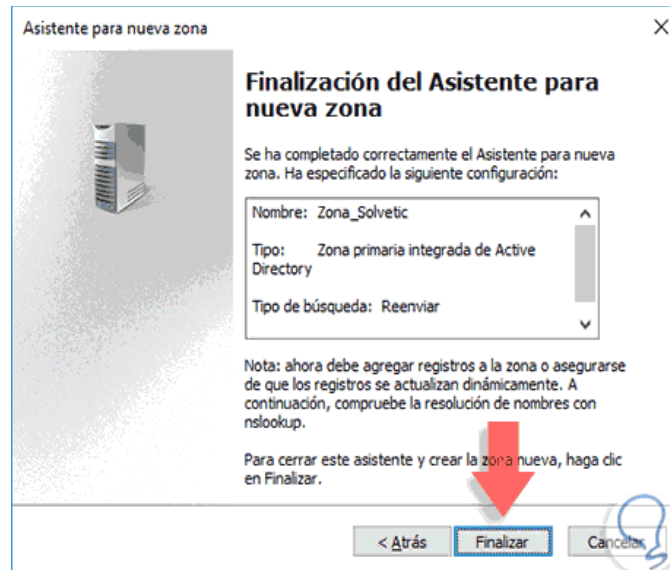 Asistente para nueva zona
Finalización del Asistente para
nueva zona
Se ha completado correctamente el Asistente para nueva
zona. Ha especificado la siguiente configuración:
Nombre: Zona_Solvetic
Tipo: Zona primaria integrada de Active
Directory
Tipo de búsqueda: Reenviar
Nota: ahora debe agregar registros a la zona o asegurarse
de que los registros se actualizan dinámicamente. A
continuación, compruebe la resolución de nombres con
nslookup.
Para cerrar este asistente y crear la zona nueva, haga clic
en Finalizar.
< Atrás Finalizar Cancelar